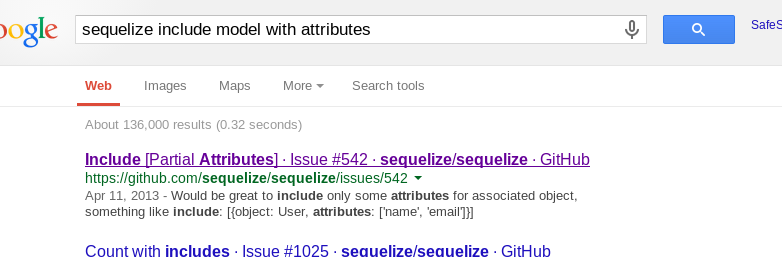 oogle sequelize include model with attributes SafeS
Web Images Maps More Search tools
About 136,000 results (0.32 seconds)
Include [Partial Attributes] · Issue #542 · sequelize/sequelize · GitHub
https://github.com/sequelize/sequelize/issues/542
Apr 11, 2013 - Would be great to include only some attributes for associated object,
something like include: [{object: User, attributes: ['name', 'email']}]
Count with includes · Issue #1025 · sequelize/sequelize · GitHub